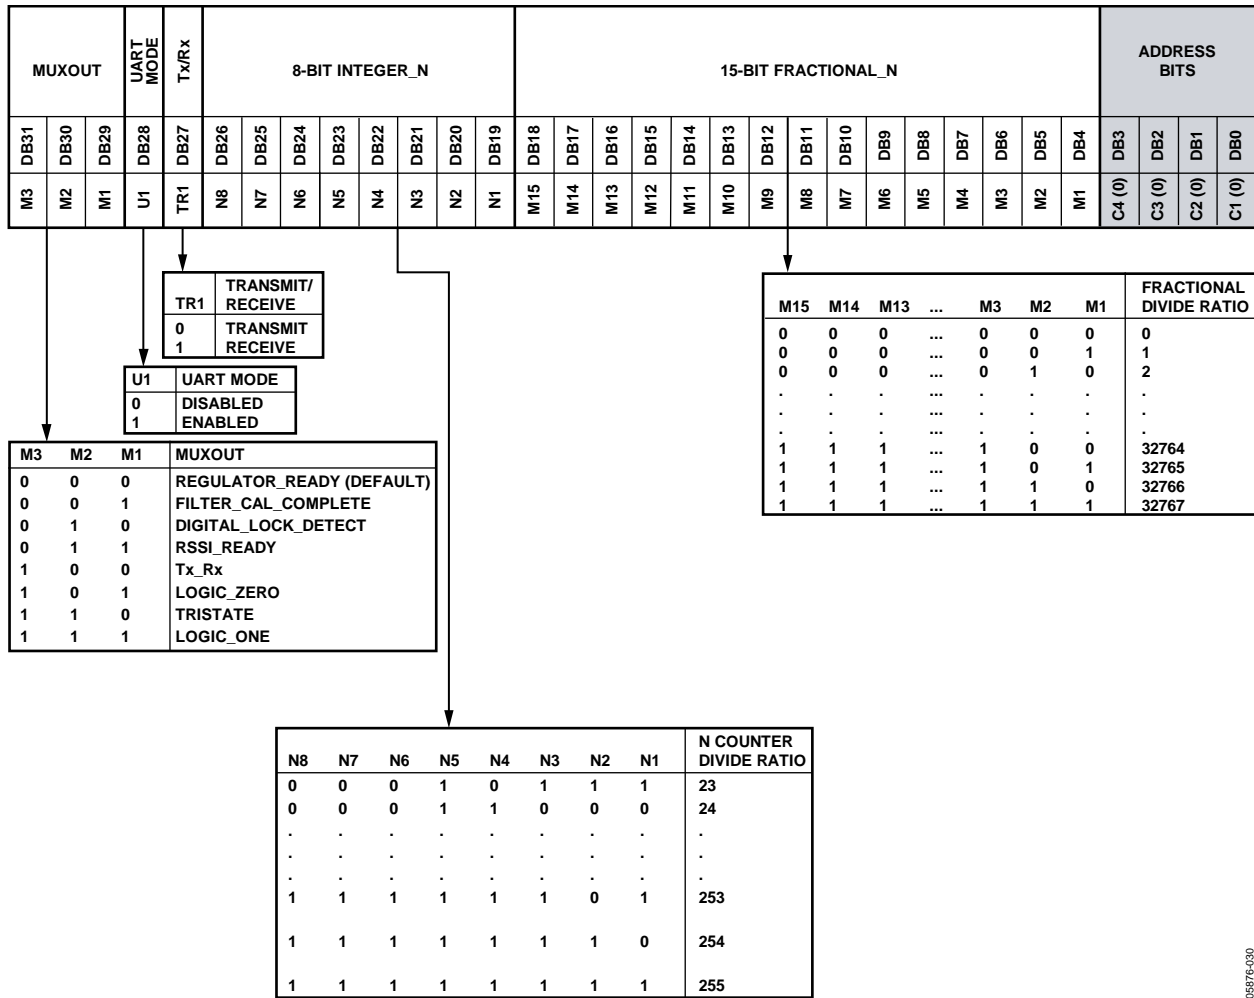 MUXOUT
UART MODE
Tx/Rx
8-BIT INTEGER_N
15-BIT FRACTIONAL_N
ADDRESS
BITS
DB31 DB30 DB29 DB28 DB27 DB26 DB25 DB24 DB23 DB22 DB21 DB20 DB19 DB18 DB17 DB16 DB15 DB14 DB13 DB12 DB11 DB10 DB9 DB8 DB7 DB6 DB5 DB4 DB3 DB2 DB1 DB0
M3 M2 M1 U1 TR1 N8 N7 N6 N5 N4 N3 N2 N1 M15 M14 M13 M12 M11 M10 M9 M8 M7 M6 M5 M4 M3 M2 M1 C4 (0) C3 (0) C2 (0) C1 (0)
TR1 TRANSMIT/
RECEIVE
0 TRANSMIT
1 RECEIVE
U1 UART MODE
0 DISABLED
1 ENABLED
M3 M2 M1 MUXOUT
0 0 0 REGULATOR_READY (DEFAULT)
0 0 1 FILTER_CAL_COMPLETE
0 1 0 DIGITAL_LOCK_DETECT
0 1 1 RSSI_READY
1 0 0 Tx_Rx
1 0 1 LOGIC_ZERO
1 1 0 TRISTATE
1 1 1 LOGIC_ONE
M15 M14 M13 ... M3 M2 M1 FRACTIONAL
DIVIDE RATIO
0 0 0 ... 0 0 0 0
0 0 0 ... 0 0 1 1
0 0 0 ... 0 1 0 2
. . . ... . . . .
. . . ... . . . .
. . . ... . . . .
1 1 1 ... 1 0 0 32764
1 1 1 ... 1 0 1 32765
1 1 1 ... 1 1 0 32766
1 1 1 ... 1 1 1 32767
N8 N7 N6 N5 N4 N3 N2 N1 N COUNTER
DIVIDE RATIO
0 0 0 1 0 1 1 1 23
0 0 0 1 1 0 0 0 24
. . . . . . . . .
. . . . . . . . .
. . . . . . . . .
1 1 1 1 1 1 0 1 253
1 1 1 1 1 1 1 0 254
1 1 1 1 1 1 1 1 255
05876-030